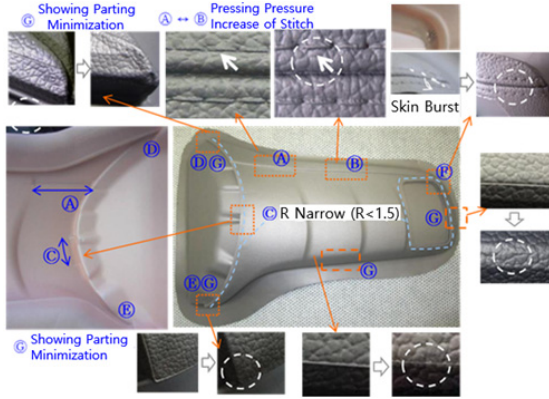 Ⓖ Showing Parting
Minimization
Ⓐ ↔ Ⓑ Pressing Pressure
Increase of Stitch
Skin Burst
Ⓓ
Ⓐ
Ⓒ
Ⓔ
Ⓓ Ⓖ
Ⓐ
Ⓑ
Ⓕ
Ⓖ
Ⓒ R Narrow (R<1.5)
Ⓔ Ⓖ
Ⓖ
Ⓖ Showing Parting
Minimization